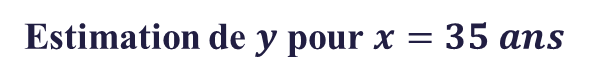 Estimation de y pour x = 35 ans